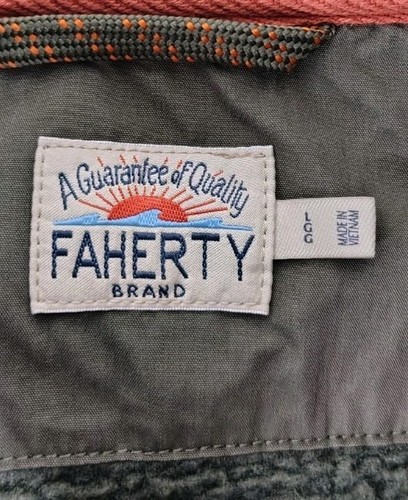 A Guarantee of Quality
FAHERTY
BRAND
L
G
G
MADE IN
VIETNAM